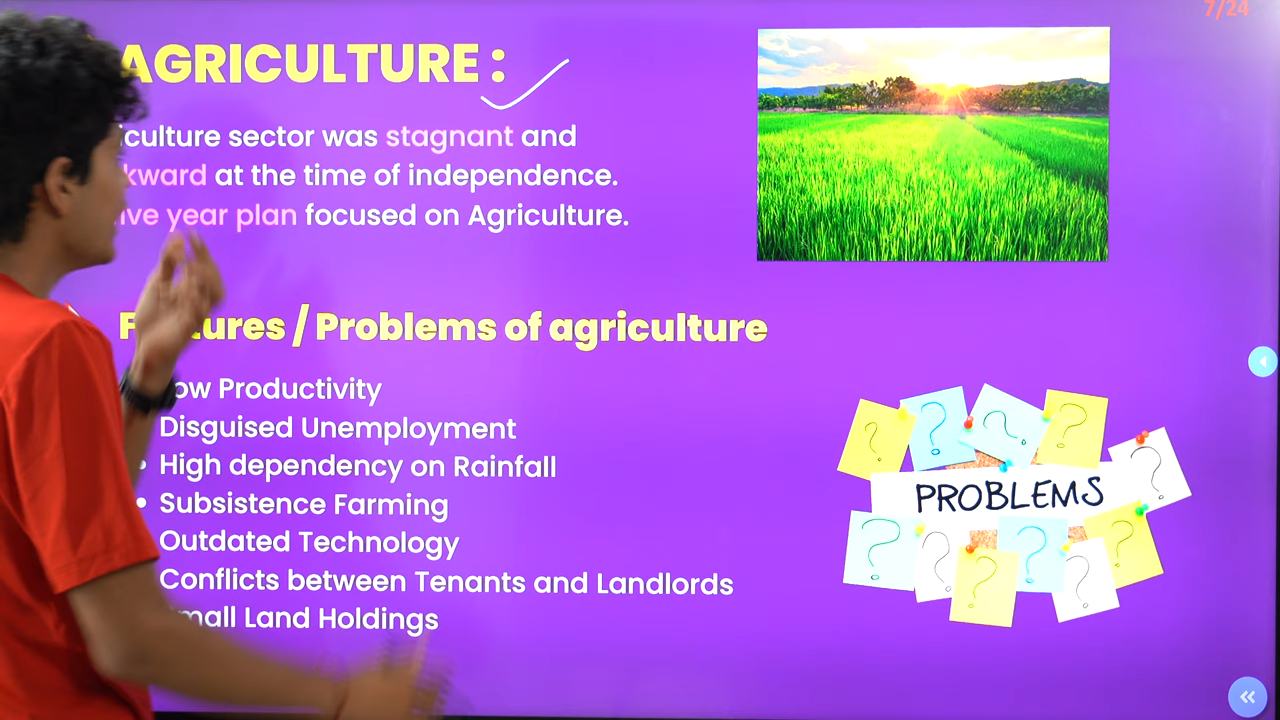 7/24
AGRICULTURE :
iculture sector was stagnant and
kward at the time of independence.
ive year plan focused on Agriculture.
F tures / Problems of agriculture
ow Productivity
Disguised Unemployment
• High dependency on Rainfall
• Subsistence Farming
Outdated Technology
Conflicts between Tenants and Landlords
mall Land Holdings
PROBLEMS